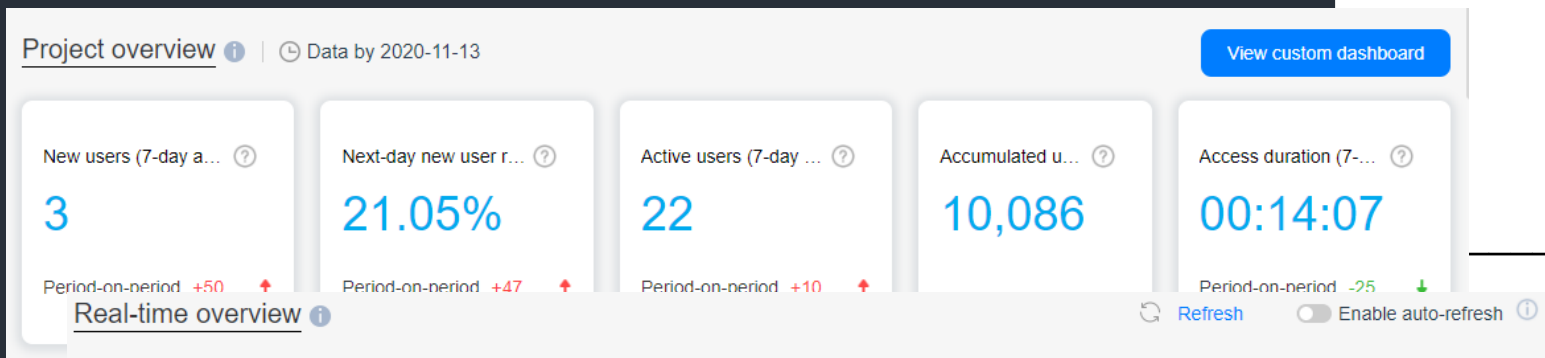 Project overview
Data by 2020-11-13
View custom dashboard
New users (7-day a...
Next-day new user r...
Active users (7-day ...
Accumulated u...
Access duration (7-...
3
21.05%
22
10,086
00:14:07
Period-on-period +50
Period-on-period +47
Period-on-period +10
Period-on-period -25
Real-time overview
Refresh
Enable auto-refresh